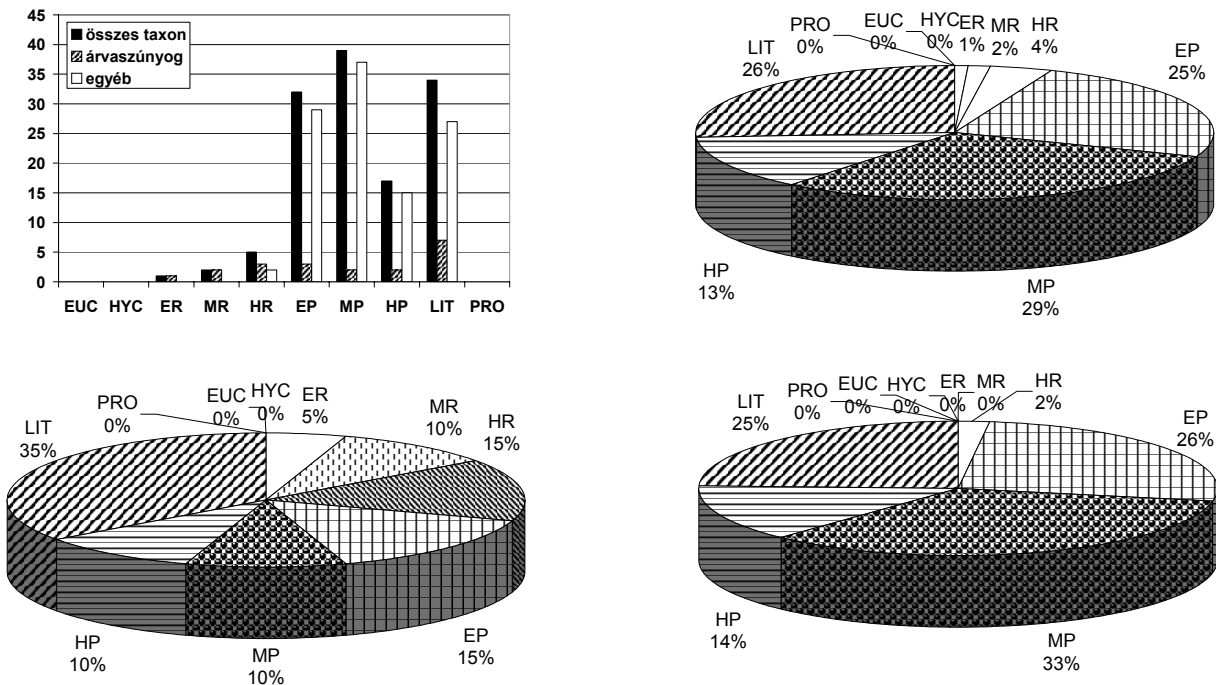 45
40
35
30
25
20
15
10
5
0
összes taxon
árvaszúnyog
egyéb
EUC HYC ER MR HR EP MP HP LIT PRO
EUC
0%
HYC
0%
ER
1%
MR
2%
HR
4%
EP
25%
MP
29%
HP
13%
LIT
26%
PRO
0%
EUC
0%
HYC
0%
ER
5%
MR
10%
HR
15%
EP
15%
MP
10%
HP
10%
LIT
35%
PRO
0%
EUC
0%
HYC
0%
ER
0%
MR
0%
HR
2%
EP
26%
MP
33%
HP
14%
LIT
25%
PRO
0%